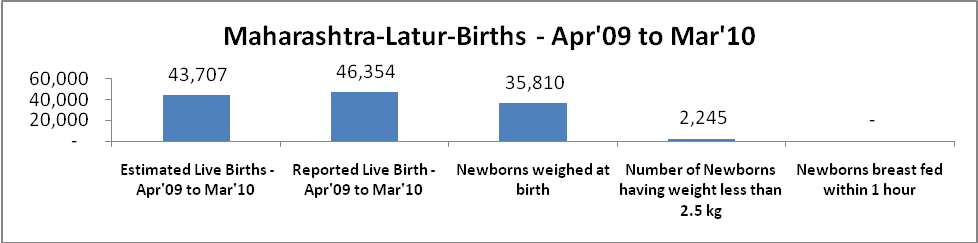 Maharashtra-Latur-Births - Apr'09 to Mar'10
43,707
46,354
35,810
2,245
-
60,000
40,000
20,000
-
Estimated Live Births -
Apr'09 to Mar'10
Reported Live Birth -
Apr'09 to Mar'10
Newborns weighed at
birth
Number of Newborns
having weight less than
2.5 kg
Newborns breast fed
within 1 hour